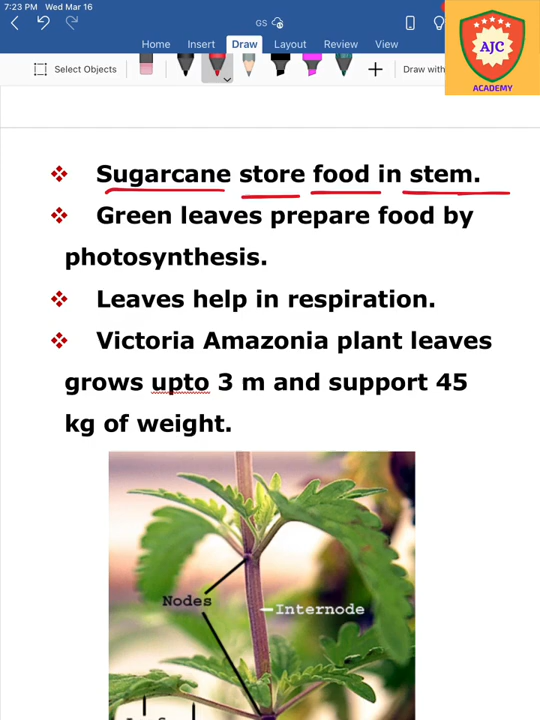 7:23 PM Wed Mar 16
GS
Home Insert Draw Layout Review View
Select Objects
Draw with
AJC
ACADEMY
Sugarcane store food in stem.
Green leaves prepare food by
photosynthesis.
Leaves help in respiration.
Victoria Amazonia plant leaves
grows upto 3 m and support 45
kg of weight.
Nodes
Internode